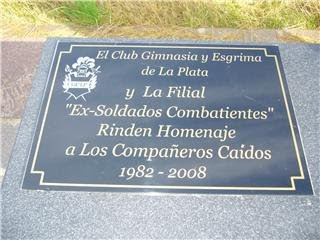 El Club Gimnasia y Esgrima
de La Plata
y La Filial
"Ex-Soldados Combatientes"
Rinden Homenaje
a Los Compañeros Caídos
1982 - 2008